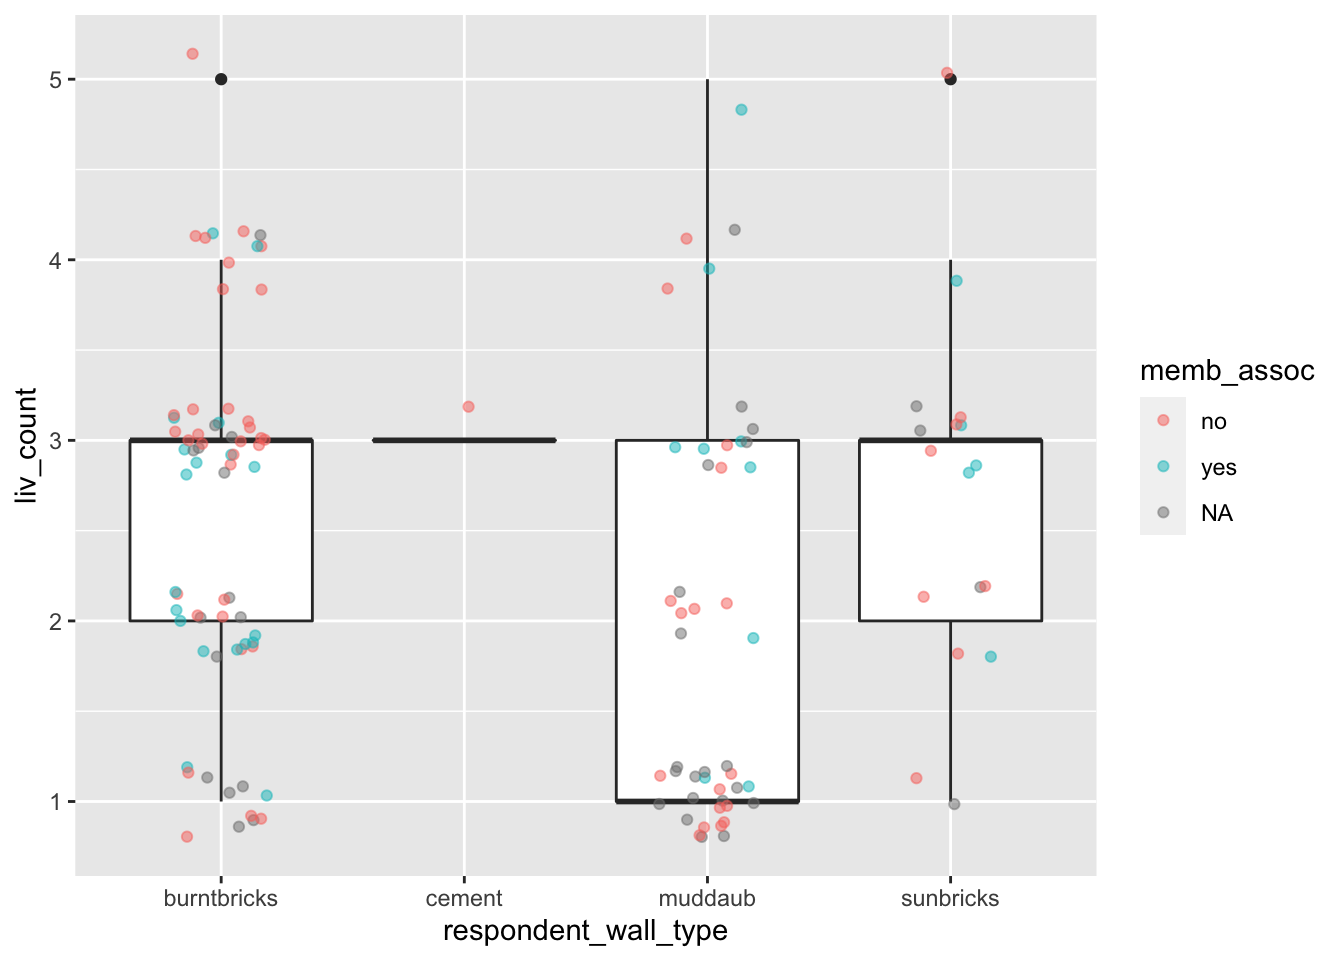 5
4
3
2
1
liv_count
burntbricks
cement
muddaub
sunbricks
respondent_wall_type
memb_assoc
no
yes
NA